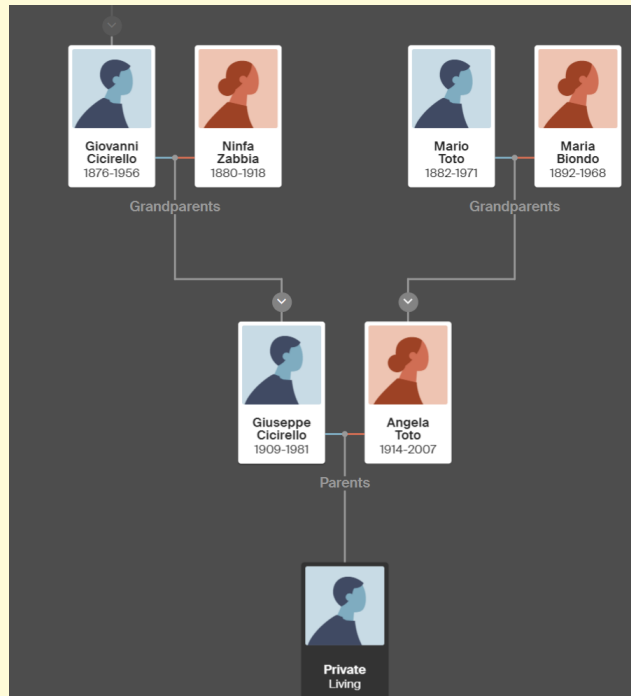 Giovanni
Cicirello
1876-1956
Ninfa
Zabbia
1880-1918
Mario
Toto
1882-1971
Maria
Biondo
1892-1968
Grandparents
Grandparents
Giuseppe
Cicirello
1909-1981
Angela
Toto
1914-2007
Parents
Private
Living